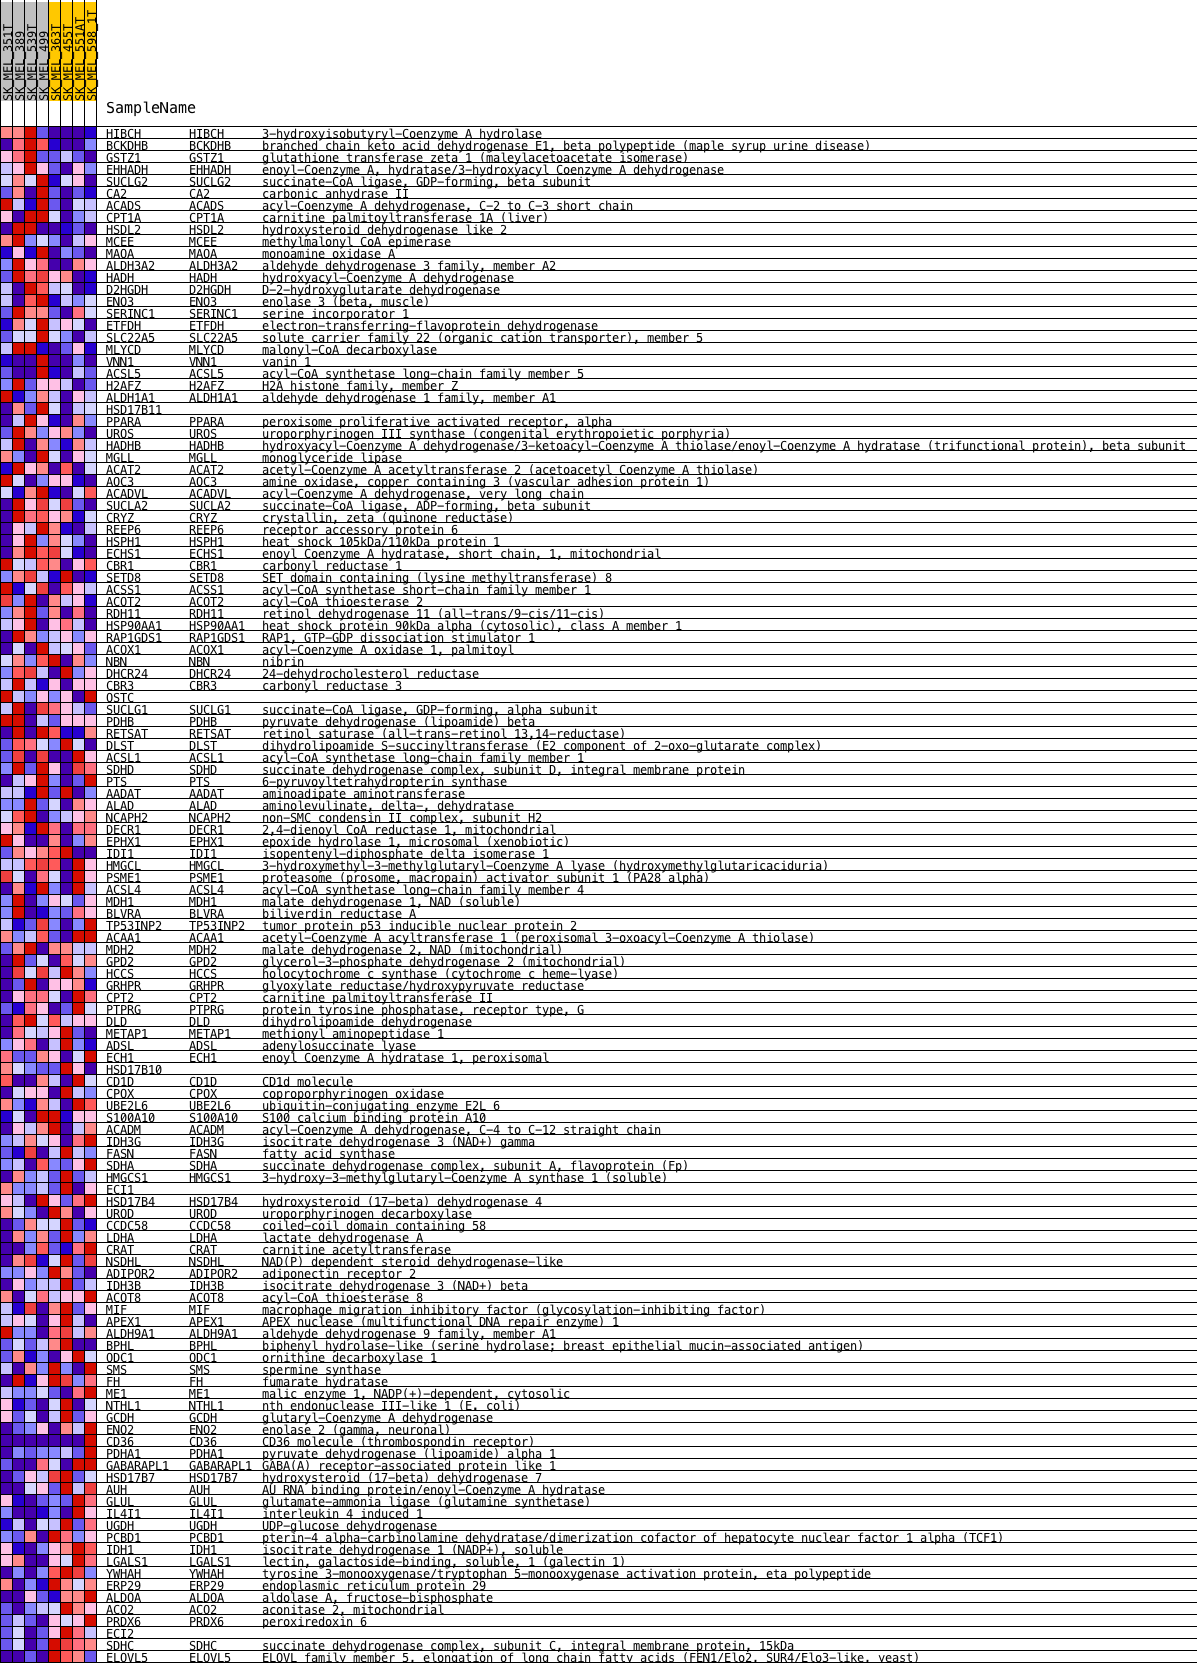 SK_MEL_351T
SK_MEL_389
SK_MEL_539T
SK_MEL_499
SK_MEL_363T
SK_MEL_455T
SK_MEL_551AT
SK_MEL_598_1T
SampleName
HIBCH HIBCH 3-hydroxyisobutyryl-Coenzyme A hydrolase
BCKDHB BCKDHB branched chain keto acid dehydrogenase E1, beta polypeptide (maple syrup urine disease)
GSTZ1 GSTZ1 glutathione transferase zeta 1 (maleylacetoacetate isomerase)
EHHADH EHHADH enoyl-Coenzyme A, hydratase/3-hydroxyacyl Coenzyme A dehydrogenase
SUCLG2 SUCLG2 succinate-CoA ligase, GDP-forming, beta subunit
CA2 CA2 carbonic anhydrase II
ACADS ACADS acyl-Coenzyme A dehydrogenase, C-2 to C-3 short chain
CPT1A CPT1A carnitine palmitoyltransferase 1A (liver)
HSDL2 HSDL2 hydroxysteroid dehydrogenase like 2
MCEE MCEE methylmalonyl CoA epimerase
MAOA MAOA monoamine oxidase A
ALDH3A2 ALDH3A2 aldehyde dehydrogenase 3 family, member A2
HADH HADH hydroxyacyl-Coenzyme A dehydrogenase
D2HGDH D2HGDH D-2-hydroxyglutarate dehydrogenase
ENO3 ENO3 enolase 3 (beta, muscle)
SERINC1 SERINC1 serine incorporator 1
ETFDH ETFDH electron-transferring-flavoprotein dehydrogenase
SLC22A5 SLC22A5 solute carrier family 22 (organic cation transporter), member 5
MLYCD MLYCD malonyl-CoA decarboxylase
VNN1 VNN1 vanin 1
ACSL5 ACSL5 acyl-CoA synthetase long-chain family member 5
H2AFZ H2AFZ H2A histone family, member Z
ALDH1A1 ALDH1A1 aldehyde dehydrogenase 1 family, member A1
HSD17B11
PPARA PPARA peroxisome proliferative activated receptor, alpha
UROS UROS uroporphyrinogen III synthase (congenital erythropoietic porphyria)
HADHB HADHB hydroxyacyl-Coenzyme A dehydrogenase/3-ketoacyl-Coenzyme A thiolase/enoyl-Coenzyme A hydratase (trifunctional protein), beta subunit
MGLL MGLL monoglyceride lipase
ACAT2 ACAT2 acetyl-Coenzyme A acetyltransferase 2 (acetoacetyl Coenzyme A thiolase)
AOC3 AOC3 amine oxidase, copper containing 3 (vascular adhesion protein 1)
ACADVL ACADVL acyl-Coenzyme A dehydrogenase, very long chain
SUCLA2 SUCLA2 succinate-CoA ligase, ADP-forming, beta subunit
CRYZ CRYZ crystallin, zeta (quinone reductase)
REEP6 REEP6 receptor accessory protein 6
HSPH1 HSPH1 heat shock 105kDa/110kDa protein 1
ECHS1 ECHS1 enoyl Coenzyme A hydratase, short chain, 1, mitochondrial
CBR1 CBR1 carbonyl reductase 1
SETD8 SETD8 SET domain containing (lysine methyltransferase) 8
ACSS1 ACSS1 acyl-CoA synthetase short-chain family member 1
ACOT2 ACOT2 acyl-CoA thioesterase 2
RDH11 RDH11 retinol dehydrogenase 11 (all-trans/9-cis/11-cis)
HSP90AA1 HSP90AA1 heat shock protein 90kDa alpha (cytosolic), class A member 1
RAP1GDS1 RAP1GDS1 RAP1, GTP-GDP dissociation stimulator 1
ACOX1 ACOX1 acyl-Coenzyme A oxidase 1, palmitoyl
NBN NBN nibrin
DHCR24 DHCR24 24-dehydrocholesterol reductase
CBR3 CBR3 carbonyl reductase 3
OSTC
SUCLG1 SUCLG1 succinate-CoA ligase, GDP-forming, alpha subunit
PDHB PDHB pyruvate dehydrogenase (lipoamide) beta
RETSAT RETSAT retinol saturase (all-trans-retinol 13,14-reductase)
DLST DLST dihydrolipoamide S-succinyltransferase (E2 component of 2-oxo-glutarate complex)
ACSL1 ACSL1 acyl-CoA synthetase long-chain family member 1
SDHD SDHD succinate dehydrogenase complex, subunit D, integral membrane protein
PTS PTS 6-pyruvoyltetrahydropterin synthase
AADAT AADAT aminoadipate aminotransferase
ALAD ALAD aminolevulinate, delta-, dehydratase
NCAPH2 NCAPH2 non-SMC condensin II complex, subunit H2
DECR1 DECR1 2,4-dienoyl CoA reductase 1, mitochondrial
EPHX1 EPHX1 epoxide hydrolase 1, microsomal (xenobiotic)
IDI1 IDI1 isopentenyl-diphosphate delta isomerase 1
HMGCL HMGCL 3-hydroxymethyl-3-methylglutaryl-Coenzyme A lyase (hydroxymethylglutaricaciduria)
PSME1 PSME1 proteasome (prosome, macropain) activator subunit 1 (PA28 alpha)
ACSL4 ACSL4 acyl-CoA synthetase long-chain family member 4
MDH1 MDH1 malate dehydrogenase 1, NAD (soluble)
BLVRA BLVRA biliverdin reductase A
TP53INP2 TP53INP2 tumor protein p53 inducible nuclear protein 2
ACAA1 ACAA1 acetyl-Coenzyme A acyltransferase 1 (peroxisomal 3-oxoacyl-Coenzyme A thiolase)
MDH2 MDH2 malate dehydrogenase 2, NAD (mitochondrial)
GPD2 GPD2 glycerol-3-phosphate dehydrogenase 2 (mitochondrial)
HCCS HCCS holocytochrome c synthase (cytochrome c heme-lyase)
GRHPR GRHPR glyoxylate reductase/hydroxypyruvate reductase
CPT2 CPT2 carnitine palmitoyltransferase II
PTPRG PTPRG protein tyrosine phosphatase, receptor type, G
DLD DLD dihydrolipoamide dehydrogenase
METAP1 METAP1 methionyl aminopeptidase 1
ADSL ADSL adenylosuccinate lyase
ECH1 ECH1 enoyl Coenzyme A hydratase 1, peroxisomal
HSD17B10
CD1D CD1D CD1d molecule
CPOX CPOX coproporphyrinogen oxidase
UBE2L6 UBE2L6 ubiquitin-conjugating enzyme E2L 6
S100A10 S100A10 S100 calcium binding protein A10
ACADM ACADM acyl-Coenzyme A dehydrogenase, C-4 to C-12 straight chain
IDH3G IDH3G isocitrate dehydrogenase 3 (NAD+) gamma
FASN FASN fatty acid synthase
SDHA SDHA succinate dehydrogenase complex, subunit A, flavoprotein (Fp)
HMGCS1 HMGCS1 3-hydroxy-3-methylglutaryl-Coenzyme A synthase 1 (soluble)
ECI1
HSD17B4 HSD17B4 hydroxysteroid (17-beta) dehydrogenase 4
UROD UROD uroporphyrinogen decarboxylase
CCDC58 CCDC58 coiled-coil domain containing 58
LDHA LDHA lactate dehydrogenase A
CRAT CRAT carnitine acetyltransferase
NSDHL NSDHL NAD(P) dependent steroid dehydrogenase-like
ADIPOR2 ADIPOR2 adiponectin receptor 2
IDH3B IDH3B isocitrate dehydrogenase 3 (NAD+) beta
ACOT8 ACOT8 acyl-CoA thioesterase 8
MIF MIF macrophage migration inhibitory factor (glycosylation-inhibiting factor)
APEX1 APEX1 APEX nuclease (multifunctional DNA repair enzyme) 1
ALDH9A1 ALDH9A1 aldehyde dehydrogenase 9 family, member A1
BPHL BPHL biphenyl hydrolase-like (serine hydrolase; breast epithelial mucin-associated antigen)
ODC1 ODC1 ornithine decarboxylase 1
SMS SMS spermine synthase
FH FH fumarate hydratase
ME1 ME1 malic enzyme 1, NADP(+)-dependent, cytosolic
NTHL1 NTHL1 nth endonuclease III-like 1 (E. coli)
GCDH GCDH glutaryl-Coenzyme A dehydrogenase
ENO2 ENO2 enolase 2 (gamma, neuronal)
CD36 CD36 CD36 molecule (thrombospondin receptor)
PDHA1 PDHA1 pyruvate dehydrogenase (lipoamide) alpha 1
GABARAPL1 GABARAPL1 GABA(A) receptor-associated protein like 1
HSD17B7 HSD17B7 hydroxysteroid (17-beta) dehydrogenase 7
AUH AUH AU RNA binding protein/enoyl-Coenzyme A hydratase
GLUL GLUL glutamate-ammonia ligase (glutamine synthetase)
IL4I1 IL4I1 interleukin 4 induced 1
UGDH UGDH UDP-glucose dehydrogenase
PCBD1 PCBD1 pterin-4 alpha-carbinolamine dehydratase/dimerization cofactor of hepatocyte nuclear factor 1 alpha (TCF1)
IDH1 IDH1 isocitrate dehydrogenase 1 (NADP+), soluble
LGALS1 LGALS1 lectin, galactoside-binding, soluble, 1 (galectin 1)
YWHAH YWHAH tyrosine 3-monooxygenase/tryptophan 5-monooxygenase activation protein, eta polypeptide
ERP29 ERP29 endoplasmic reticulum protein 29
ALDOA ALDOA aldolase A, fructose-bisphosphate
ACO2 ACO2 aconitase 2, mitochondrial
PRDX6 PRDX6 peroxiredoxin 6
ECI2
SDHC SDHC succinate dehydrogenase complex, subunit C, integral membrane protein, 15kDa
ELOVL5 ELOVL5 ELOVL family member 5, elongation of long chain fatty acids (FEN1/Elo2, SUR4/Elo3-like, yeast)